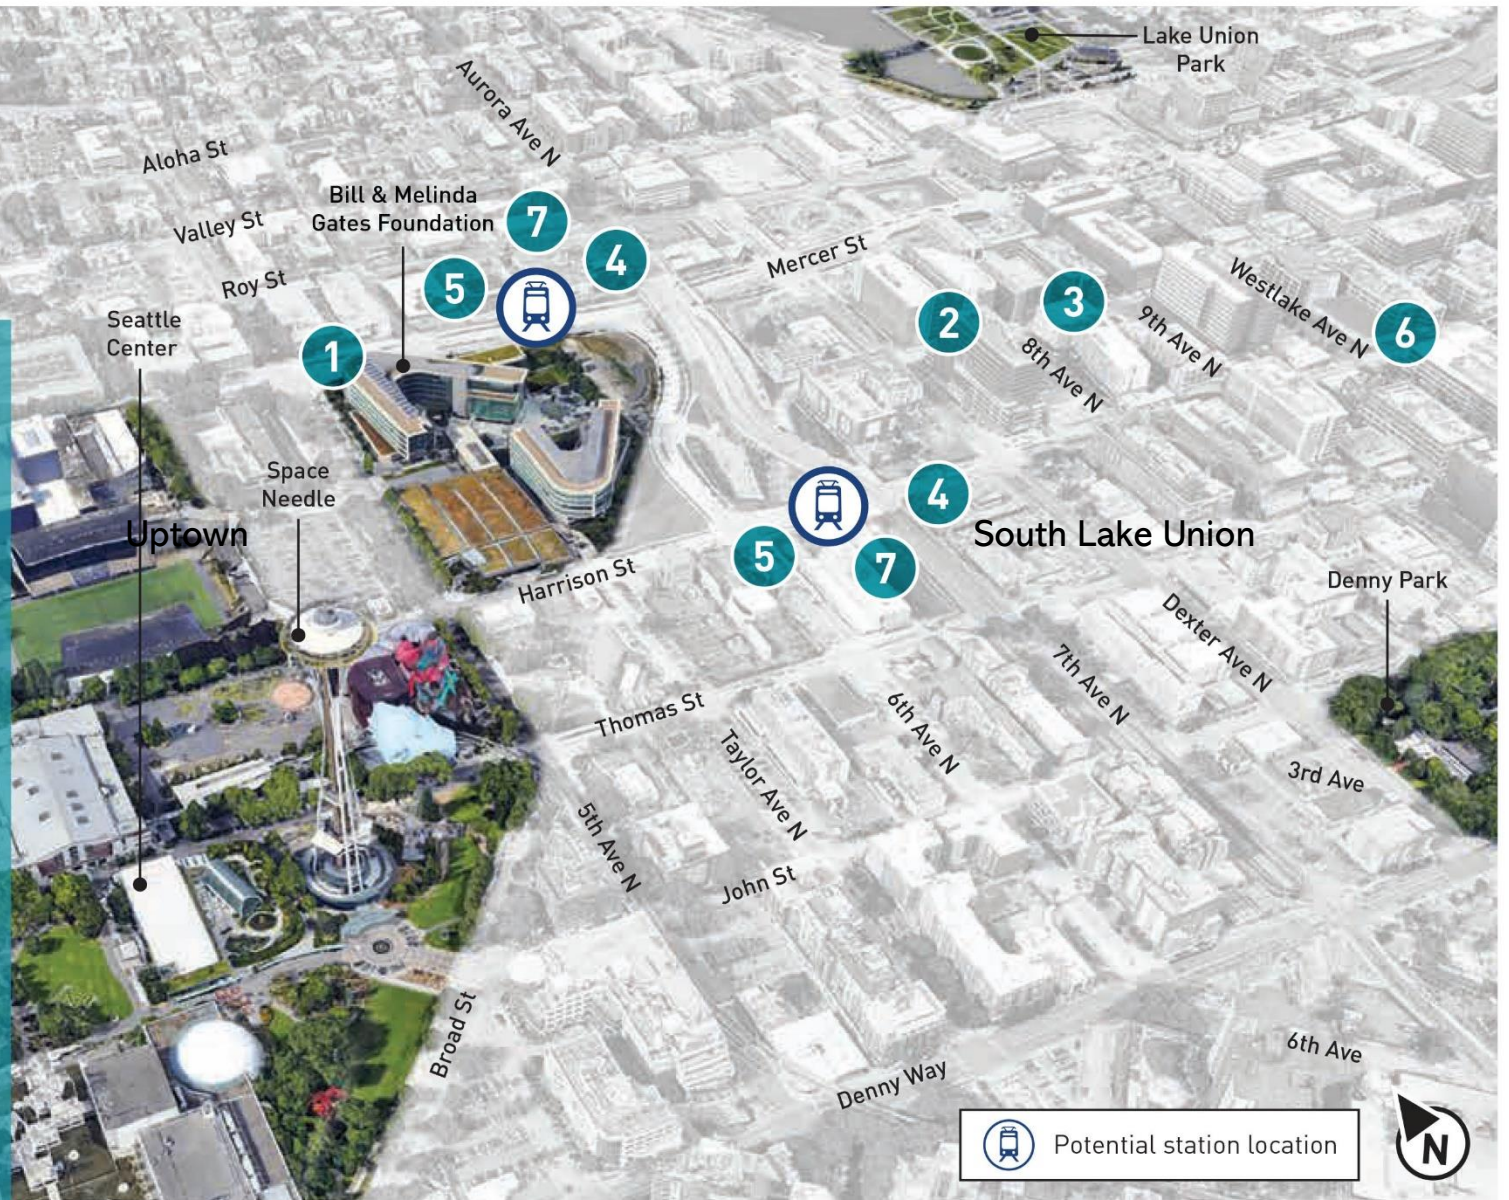 Lake Union
Park
Aurora Ave N
Aloha St
Bill & Melinda
Gates Foundation
7
Valley St
4
Mercer St
Roy St
5
Westlake Ave N
3
2
9th Ave N
6
Seattle
Center
1
8th Ave N
Space
Needle
4
Uptown
South Lake Union
5
7
Harrison St
Denny Park
Dexter Ave N
7th Ave N
Thomas St
6th Ave N
Taylor Ave N
3rd Ave
5th Ave N
John St
Broad St
6th Ave
Denny Way
Potential station location
N